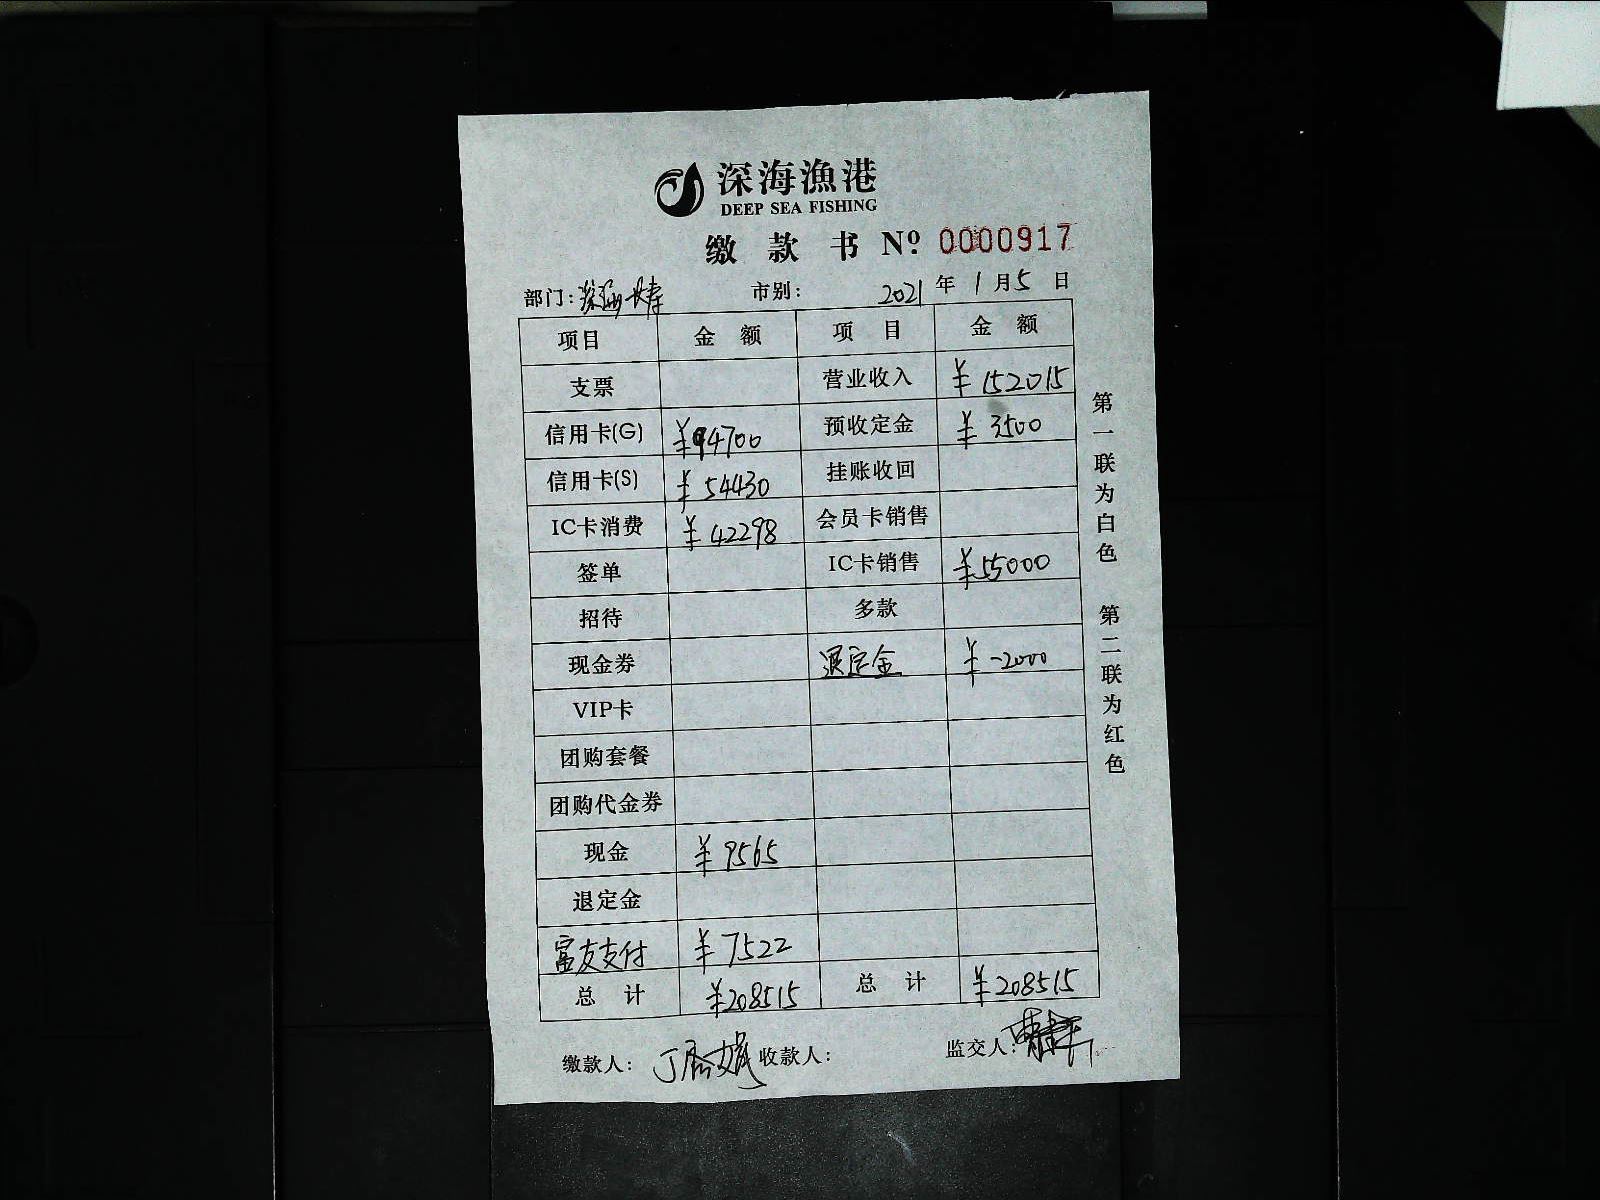 深海漁港
DEEP SEA FISHING
缴 款 书 Nº 0000917
部门: 市别: 2021 年 1 月 5 日
项目 金 额 项 目 金 额
支票 营业收入 ¥152015
信用卡(G) ¥94700 预收定金 ¥3500
信用卡(S) ¥54430 挂账收回
IC卡消费 ¥42298 会员卡销售
签单 IC卡销售 ¥55000
招待 多款
现金券 退定金 ¥-2000
VIP卡
团购套餐
团购代金券
现金 ¥9565
退定金
富友支付 ¥7522
总 计 ¥208515 总 计 ¥208515
缴款人: 收款人: 监交人:
第一联为白色 第二联为红色